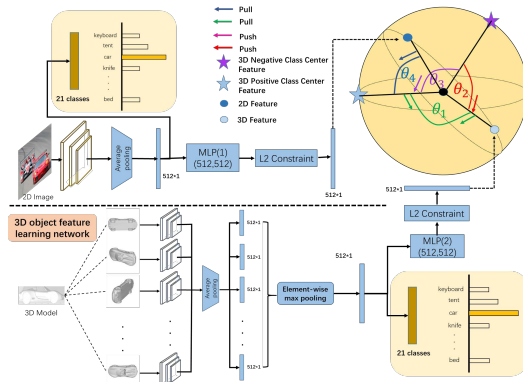 keyboard
tent
car
knife
bed
21 classes
Pull
Pull
Push
Push
3D Negative Class Center
Feature
3D Positive Class Center
Feature
2D Feature
3D Feature
θ4
θ3
θ2
θ1
2D Image
Average
pooling
512*1
MLP(1)
(512,512)
L2 Constraint
512*1
3D object feature
learning network
3D Model
Average
pooling
512*1
512*1
512*1
512*1
Element-wise
max pooling
512*1
MLP(2)
(512,512)
L2 Constraint
512*1
keyboard
tent
car
knife
bed
21 classes